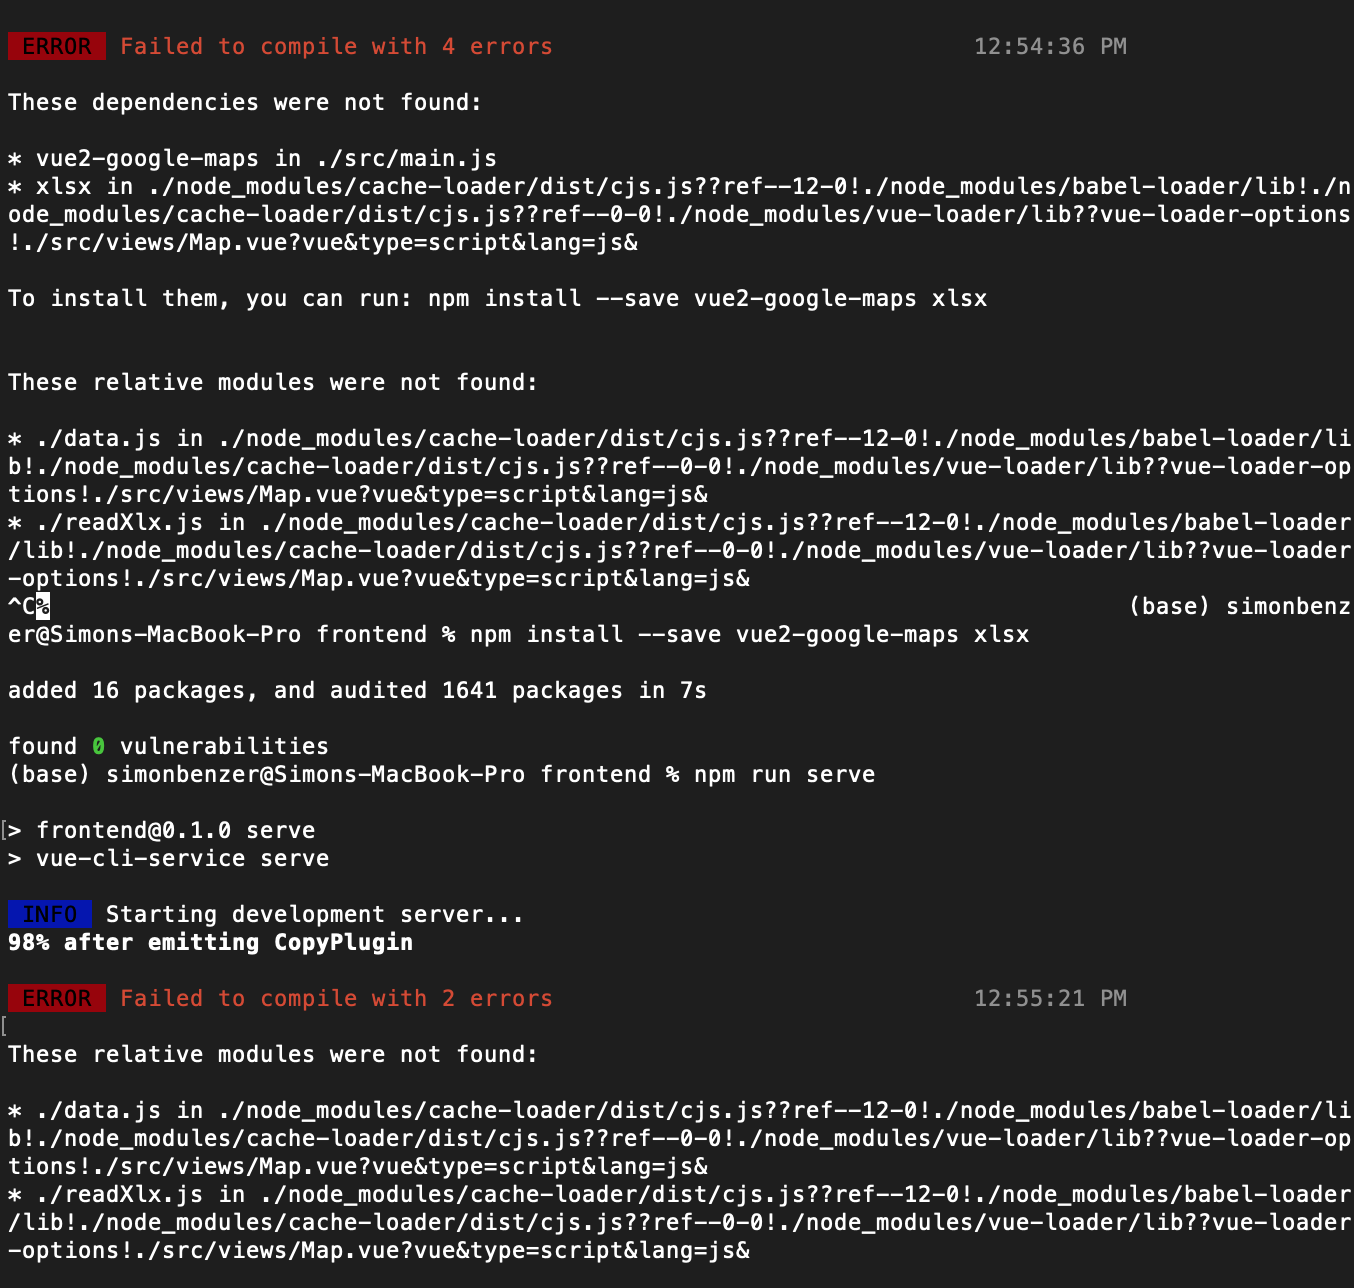 ERROR Failed to compile with 4 errors 12:54:36 PM
These dependencies were not found:
* vue2-google-maps in ./src/main.js
* xlsx in ./node_modules/cache-loader/dist/cjs.js??ref--12-0!./node_modules/babel-loader/lib!./n
ode_modules/cache-loader/dist/cjs.js??ref--0-0!./node_modules/vue-loader/lib??vue-loader-options
!./src/views/Map.vue?vue&type=script&lang=js&
To install them, you can run: npm install --save vue2-google-maps xlsx
These relative modules were not found:
* ./data.js in ./node_modules/cache-loader/dist/cjs.js??ref--12-0!./node_modules/babel-loader/li
b!./node_modules/cache-loader/dist/cjs.js??ref--0-0!./node_modules/vue-loader/lib??vue-loader-op
tions!./src/views/Map.vue?vue&type=script&lang=js&
* ./readXlx.js in ./node_modules/cache-loader/dist/cjs.js??ref--12-0!./node_modules/babel-loader
/lib!./node_modules/cache-loader/dist/cjs.js??ref--0-0!./node_modules/vue-loader/lib??vue-loader
-options!./src/views/Map.vue?vue&type=script&lang=js&
^C% (base) simonbenz
er@Simons-MacBook-Pro frontend % npm install --save vue2-google-maps xlsx
added 16 packages, and audited 1641 packages in 7s
found 0 vulnerabilities
(base) simonbenzer@Simons-MacBook-Pro frontend % npm run serve
[> frontend@0.1.0 serve
> vue-cli-service serve
INFO Starting development server...
98% after emitting CopyPlugin
ERROR Failed to compile with 2 errors 12:55:21 PM
[
These relative modules were not found:
* ./data.js in ./node_modules/cache-loader/dist/cjs.js??ref--12-0!./node_modules/babel-loader/li
b!./node_modules/cache-loader/dist/cjs.js??ref--0-0!./node_modules/vue-loader/lib??vue-loader-op
tions!./src/views/Map.vue?vue&type=script&lang=js&
* ./readXlx.js in ./node_modules/cache-loader/dist/cjs.js??ref--12-0!./node_modules/babel-loader
/lib!./node_modules/cache-loader/dist/cjs.js??ref--0-0!./node_modules/vue-loader/lib??vue-loader
-options!./src/views/Map.vue?vue&type=script&lang=js&